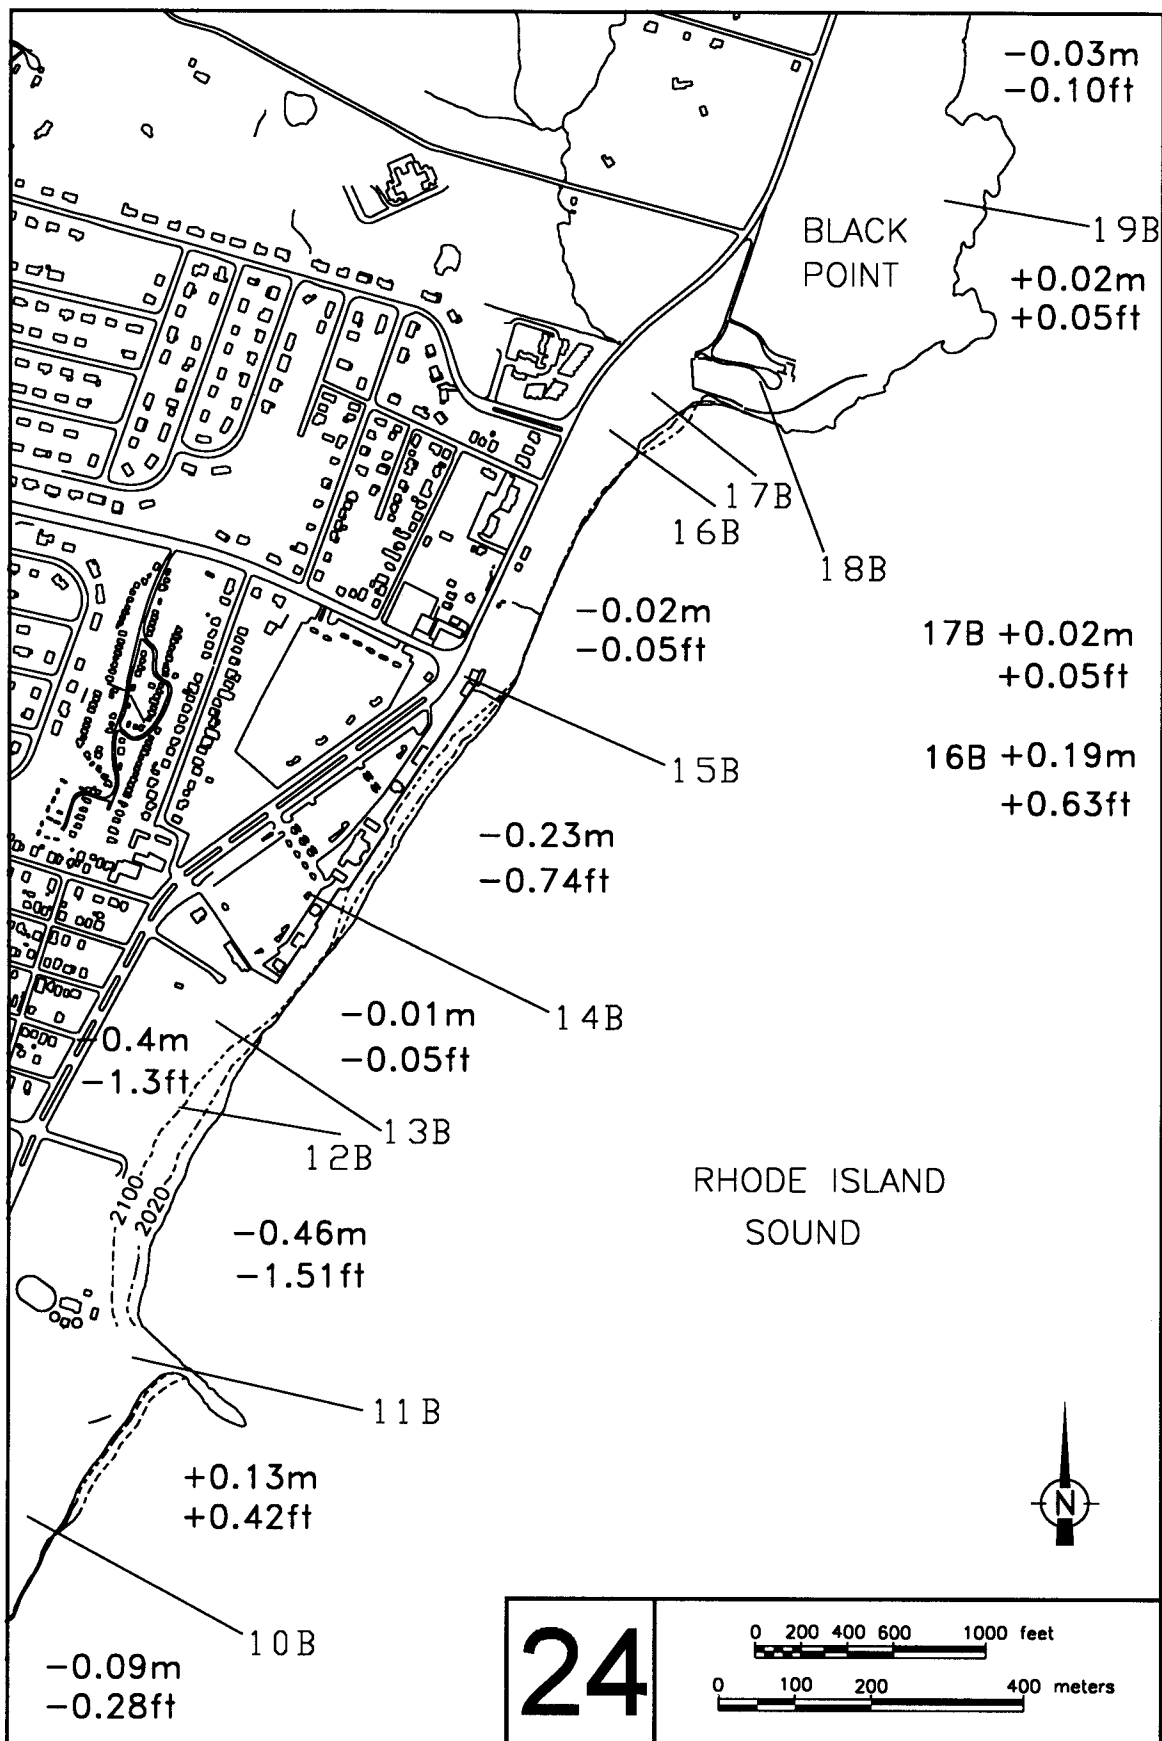 -0.03m
-0.10ft
BLACK
POINT
19B
+0.02m
+0.05ft
17B
16B
18B
-0.02m
-0.05ft
17B +0.02m
+0.05ft
15B
16B +0.19m
+0.63ft
-0.23m
-0.74ft
14B
-0.01m
-0.05ft
-0.4m
-1.3ft
13B
12B
2100
2020
RHODE ISLAND
SOUND
-0.46m
-1.51ft
11B
+0.13m
+0.42ft
N
10B
-0.09m
-0.28ft
24
0 200 400 600 1000 feet
0 100 200 400 meters